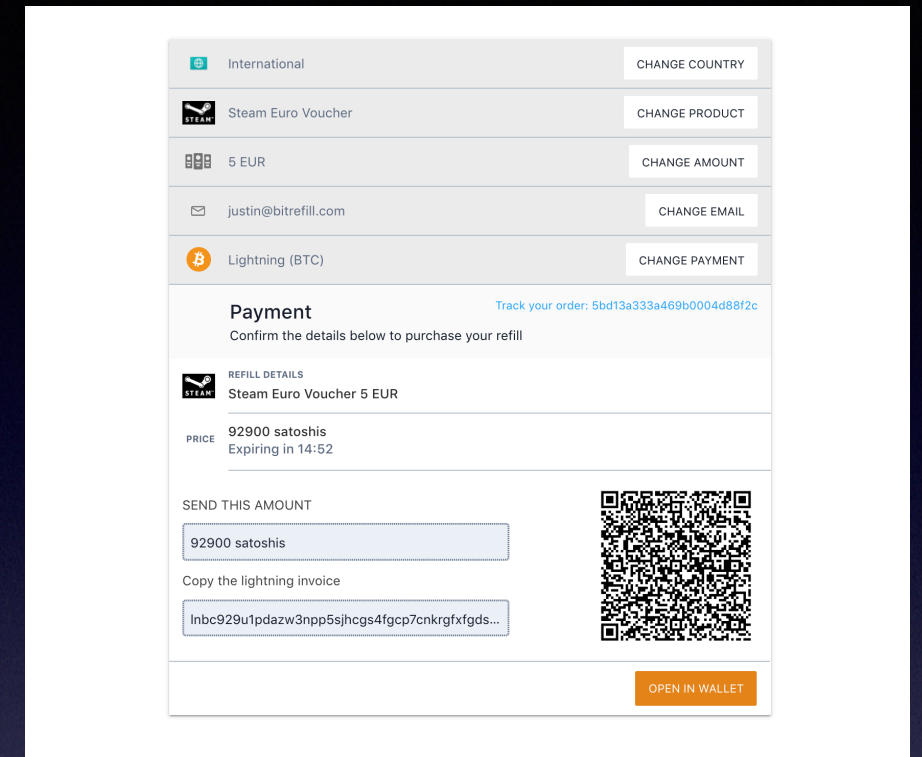 International
CHANGE COUNTRY
STEAM
Steam Euro Voucher
CHANGE PRODUCT
5 EUR
CHANGE AMOUNT
justin@bitrefill.com
CHANGE EMAIL
Lightning (BTC)
CHANGE PAYMENT
Payment
Track your order: 5bd13a333a469b0004d88f2c
Confirm the details below to purchase your refill
REFILL DETAILS
STEAM
Steam Euro Voucher 5 EUR
PRICE
92900 satoshis
Expiring in 14:52
SEND THIS AMOUNT
92900 satoshis
Copy the lightning invoice
lnbc929u1pdazw3npp5sjhcgs4fgcp7cnkrgfxfgds...
OPEN IN WALLET